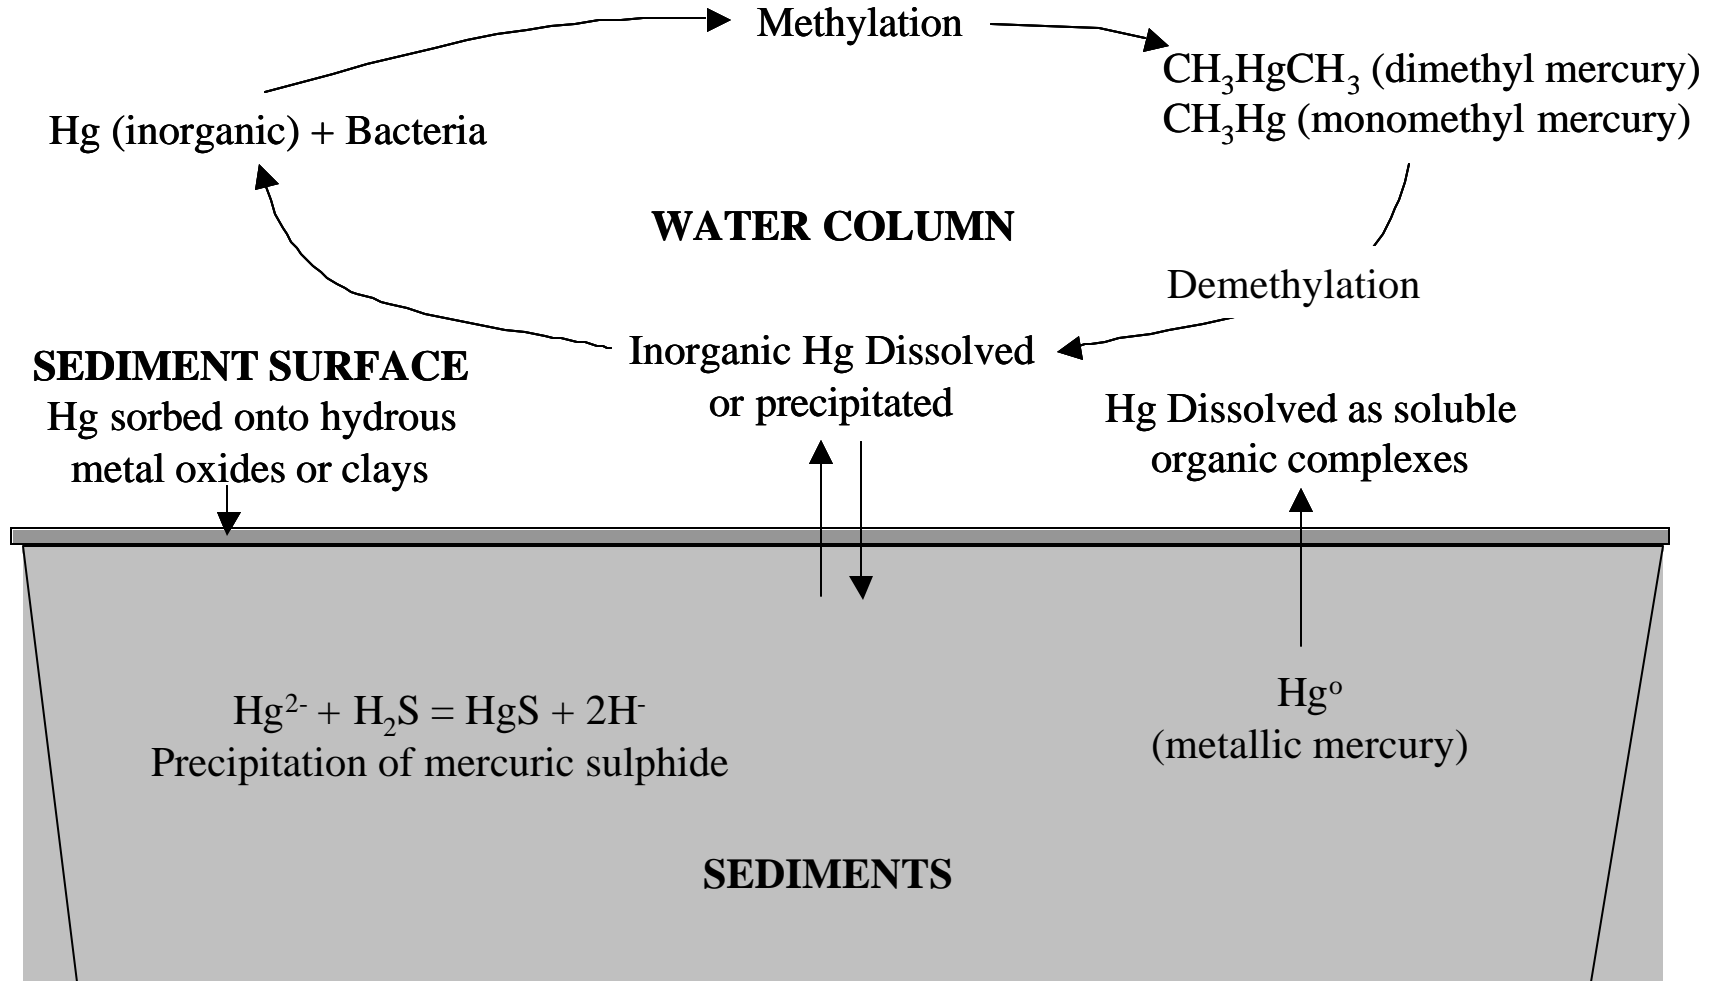 Methylation
CH₃HgCH₃ (dimethyl mercury)
CH₃Hg (monomethyl mercury)
Hg (inorganic) + Bacteria
WATER COLUMN
Demethylation
Inorganic Hg Dissolved
or precipitated
SEDIMENT SURFACE
Hg sorbed onto hydrous
metal oxides or clays
Hg Dissolved as soluble
organic complexes
Hg²⁻ + H₂S = HgS + 2H⁻
Precipitation of mercuric sulphide
Hgᵒ
(metallic mercury)
SEDIMENTS